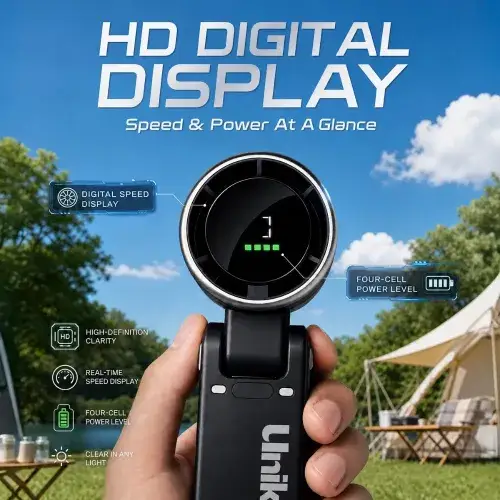 HD DIGITAL
DISPLAY
Speed & Power At A Glance
DIGITAL SPEED
DISPLAY
FOUR-CELL
POWER LEVEL
HD
HIGH-DEFINITION
CLARITY
REAL-TIME
SPEED DISPLAY
FOUR-CELL
POWER LEVEL
CLEAR IN ANY
LIGHT
Unik